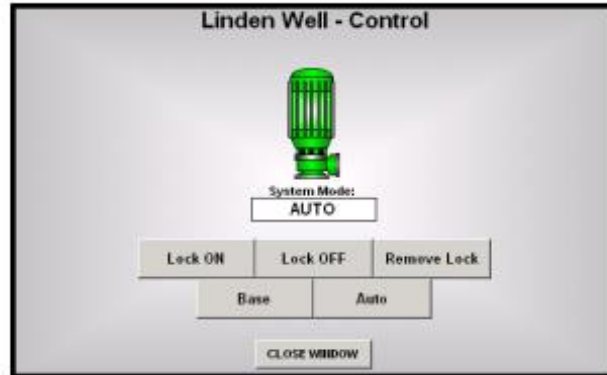 Linden Well - Control
System Mode:
AUTO
Lock ON Lock OFF Remove Lock
Base Auto
CLOSE WINDOW